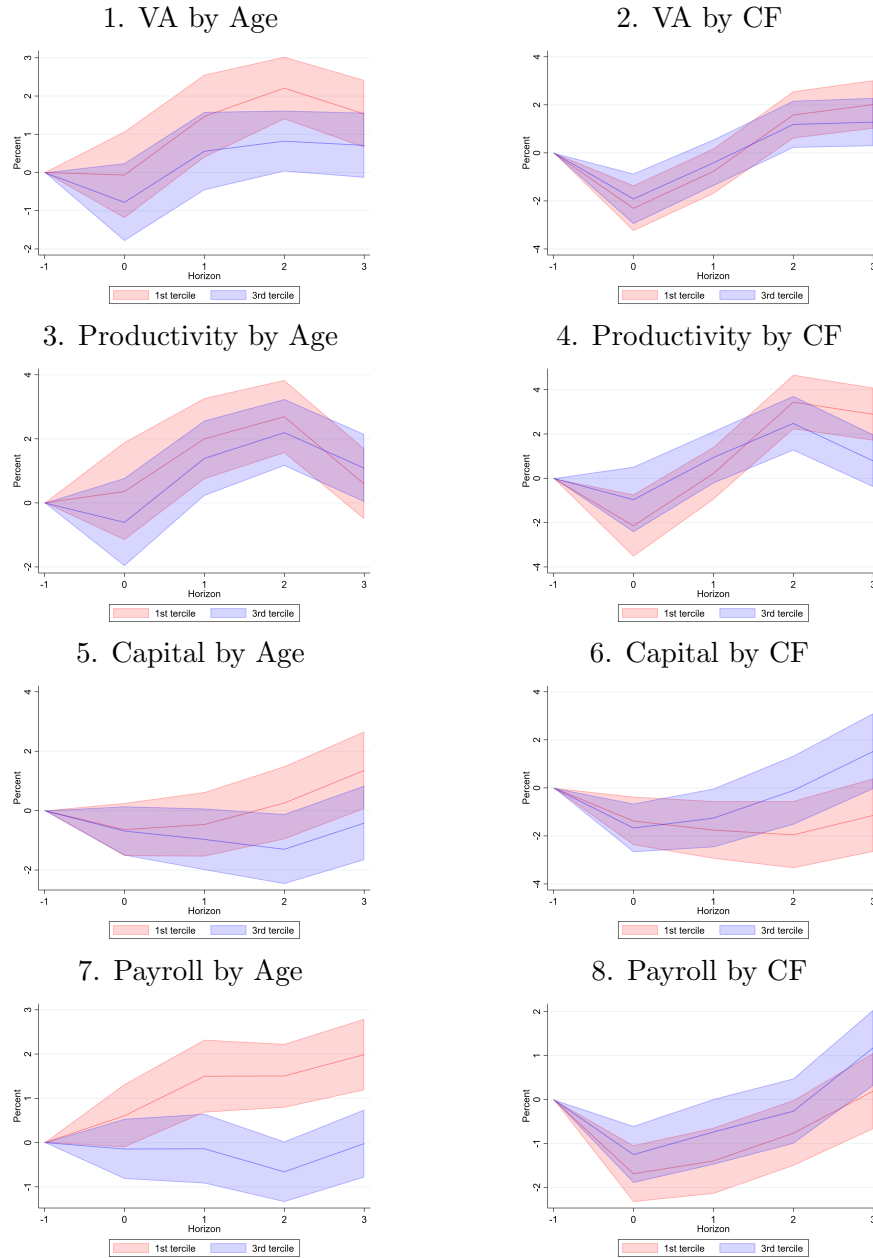 1. VA by Age
3
2
1
0
-1
-2
Percent
-1 0 1 2 3
Horizon
1st tercile 3rd tercile
2. VA by CF
4
2
0
-2
-4
Percent
-1 0 1 2 3
Horizon
1st tercile 3rd tercile
3. Productivity by Age
4
2
0
-2
Percent
-1 0 1 2 3
Horizon
1st tercile 3rd tercile
4. Productivity by CF
4
2
0
-2
-4
Percent
-1 0 1 2 3
Horizon
1st tercile 3rd tercile
5. Capital by Age
4
2
0
-2
Percent
-1 0 1 2 3
Horizon
1st tercile 3rd tercile
6. Capital by CF
4
2
0
-2
-4
Percent
-1 0 1 2 3
Horizon
1st tercile 3rd tercile
7. Payroll by Age
3
2
1
0
-1
Percent
-1 0 1 2 3
Horizon
1st tercile 3rd tercile
8. Payroll by CF
2
1
0
-1
-2
Percent
-1 0 1 2 3
Horizon
1st tercile 3rd tercile